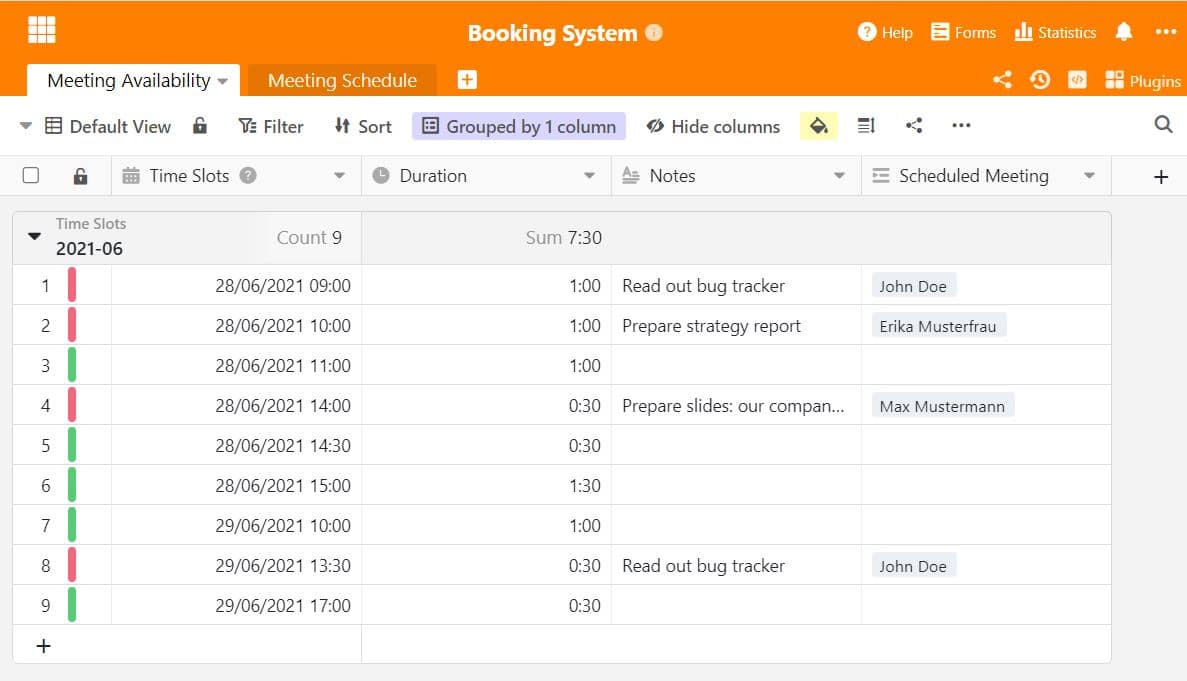 Booking System
Help Forms Statistics
Meeting Availability Meeting Schedule
Plugins
Default View Filter Sort Grouped by 1 column Hide columns
Time Slots Duration Notes Scheduled Meeting
Time Slots
2021-06 Count 9 Sum 7:30
1 28/06/2021 09:00 1:00 Read out bug tracker John Doe
2 28/06/2021 10:00 1:00 Prepare strategy report Erika Musterfrau
3 28/06/2021 11:00 1:00
4 28/06/2021 14:00 0:30 Prepare slides: our compan... Max Mustermann
5 28/06/2021 14:30 0:30
6 28/06/2021 15:00 1:30
7 29/06/2021 10:00 1:00
8 29/06/2021 13:30 0:30 Read out bug tracker John Doe
9 29/06/2021 17:00 0:30